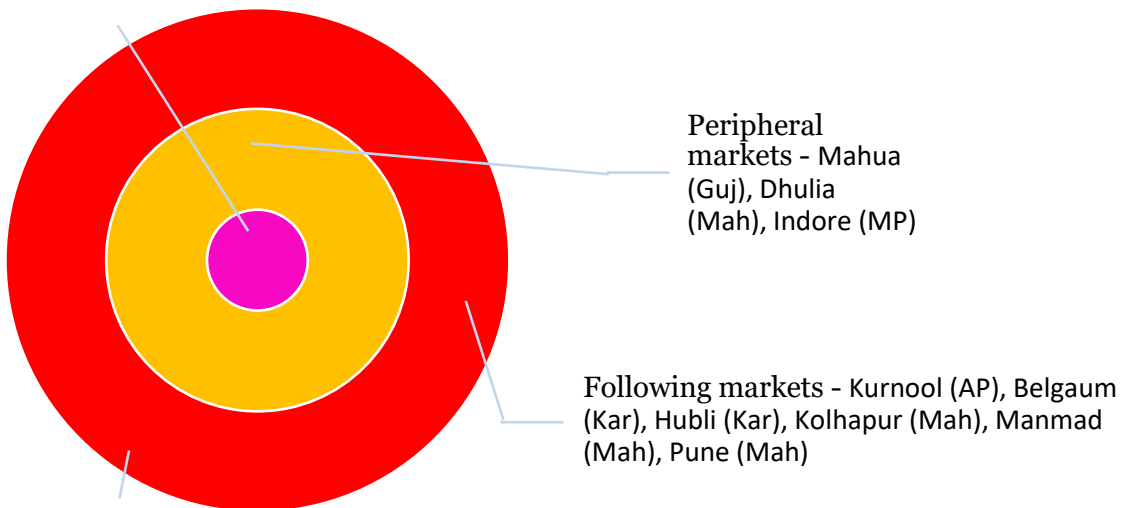 Peripheral
markets - Mahua
(Guj), Dhulia
(Mah), Indore (MP)
Following markets - Kurnool (AP), Belgaum
(Kar), Hubli (Kar), Kolhapur (Mah), Manmad
(Mah), Pune (Mah)